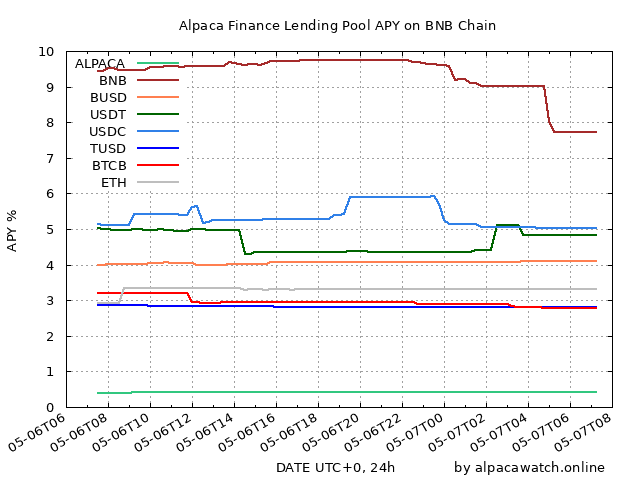 Alpaca Finance Lending Pool APY on BNB Chain
APY %
10
9
8
7
6
5
4
3
2
1
0
ALPACA
BNB
BUSD
USDT
USDC
TUSD
BTCB
ETH
05-06T06
05-06T08
05-06T10
05-06T12
05-06T14
05-06T16
05-06T18
05-06T20
05-06T22
05-07T00
05-07T02
05-07T04
05-07T06
05-07T08
DATE UTC+0, 24h
by alpacawatch.online